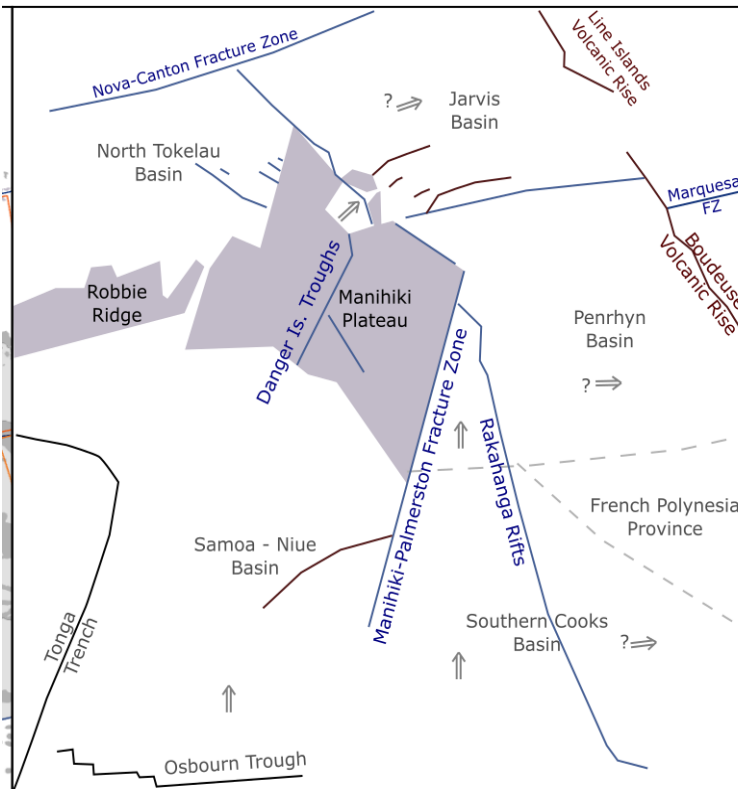 Nova-Canton Fracture Zone
Line Islands
Volcanic Rise
?
Jarvis
Basin
North Tokelau
Basin
Marquesa
FZ
Boudeuse
Volcanic Rise
Robbie
Ridge
Danger Is. Troughs
Manihiki
Plateau
Penrhyn
Basin
?
Manihiki-Palmerston Fracture Zone
Rakahanga Rifts
French Polynesia
Province
Samoa - Niue
Basin
Tonga
Trench
Southern Cooks
Basin
?
Osbourn Trough